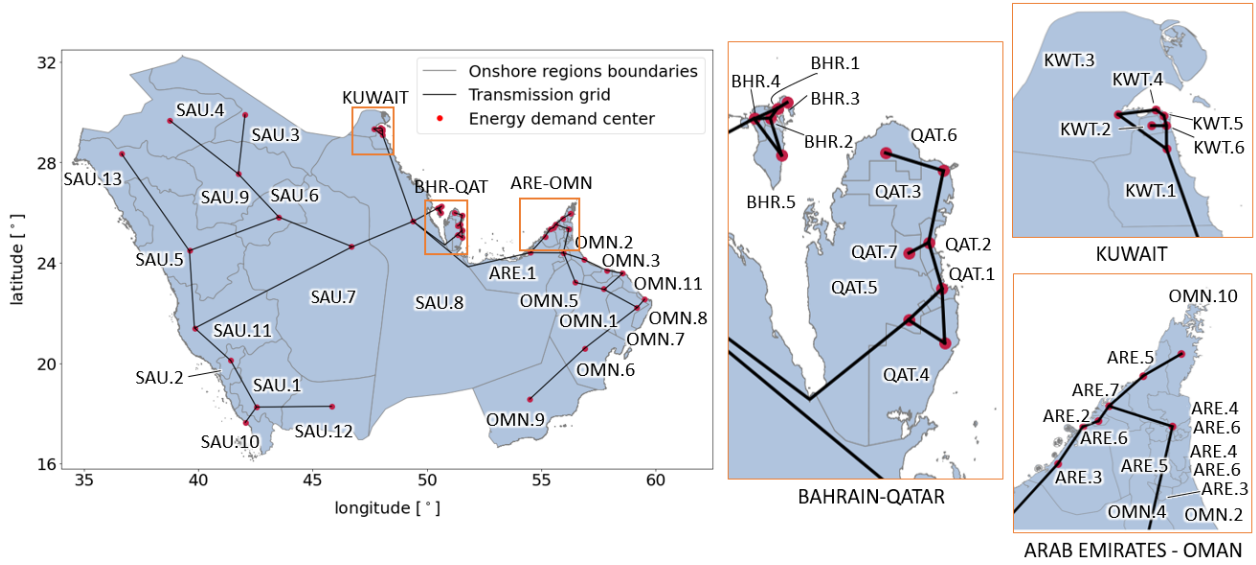 32
28
24
20
16
latitude [°]
35
40
45
50
55
60
longitude [°]
Onshore regions boundaries
Transmission grid
Energy demand center
KUWAIT
SAU.4
SAU.3
SAU.13
SAU.9
SAU.6
BHR-QAT
ARE-OMN
OMN.2
OMN.3
SAU.5
ARE.1
OMN.11
SAU.7
SAU.8
OMN.5
OMN.1
OMN.8
SAU.11
OMN.7
SAU.2
OMN.6
SAU.1
OMN.9
SAU.10
SAU.12
BHR.1
BHR.4
BHR.3
BHR.2
QAT.6
BHR.5
QAT.3
QAT.7
QAT.2
QAT.1
QAT.5
QAT.4
BAHRAIN-QATAR
KWT.3
KWT.4
KWT.2
KWT.5
KWT.6
KWT.1
KUWAIT
OMN.10
ARE.5
ARE.7
ARE.2
ARE.4
ARE.6
ARE.6
ARE.3
ARE.5
ARE.4
ARE.6
ARE.3
OMN.4
OMN.2
ARAB EMIRATES - OMAN